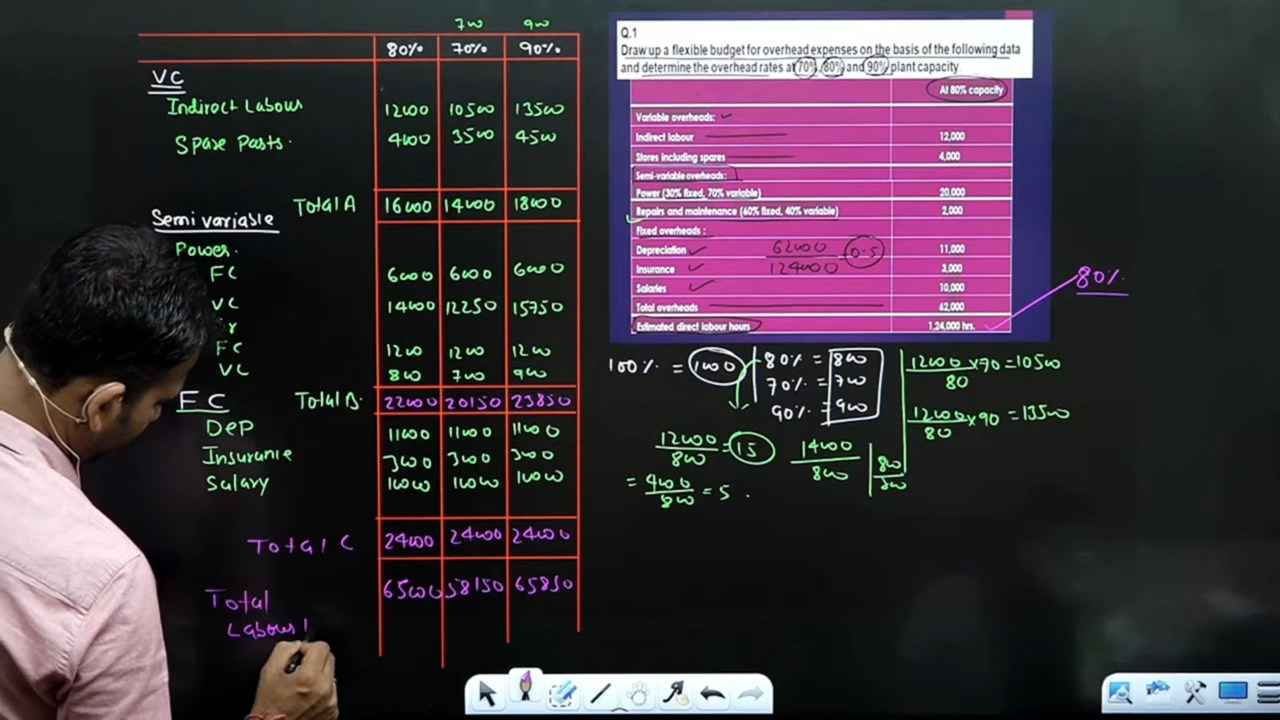 700 900
80% 70% 90%
VC
Indirect Labour 12000 10500 13500
Spare Parts. 4000 3500 4500
Total A 16000 14000 18000
Semi variable
Power.
FC 6000 6000 6000
VC 14000 12250 15750
FC 1200 1200 1200
VC 800 700 900
Total B. 22000 20150 23850
FC
Dep 11000 11000 11000
Insurance 3000 3000 3000
Salary 10000 10000 10000
Total C 24000 24000 24000
Total 65000 58150 65850
Labour
Q.1
Draw up a flexible budget for overhead expenses on the basis of the following data
and determine the overhead rates at 70%, 80% and 90% plant capacity
At 80% capacity
Variable overheads:
Indirect labour 12,000
Stores including spares 4,000
Semi-variable overheads:
Power (30% fixed, 70% variable) 20,000
Repairs and maintenance (60% fixed, 40% variable) 2,000
Fixed overheads :
Depreciation 11,000
Insurance 3,000
Salaries 10,000
Total overheads 62,000
Estimated direct labour hours 1,24,000 hrs.
62000
124000
0.5
80%
100% = 1000
80% = 800
70% = 700
90% = 900
12000/80 ×70 = 10500
12000/80 ×90 = 13500
12000/800 = 15
= 4000/800 = 5 .
14000/800
800/800